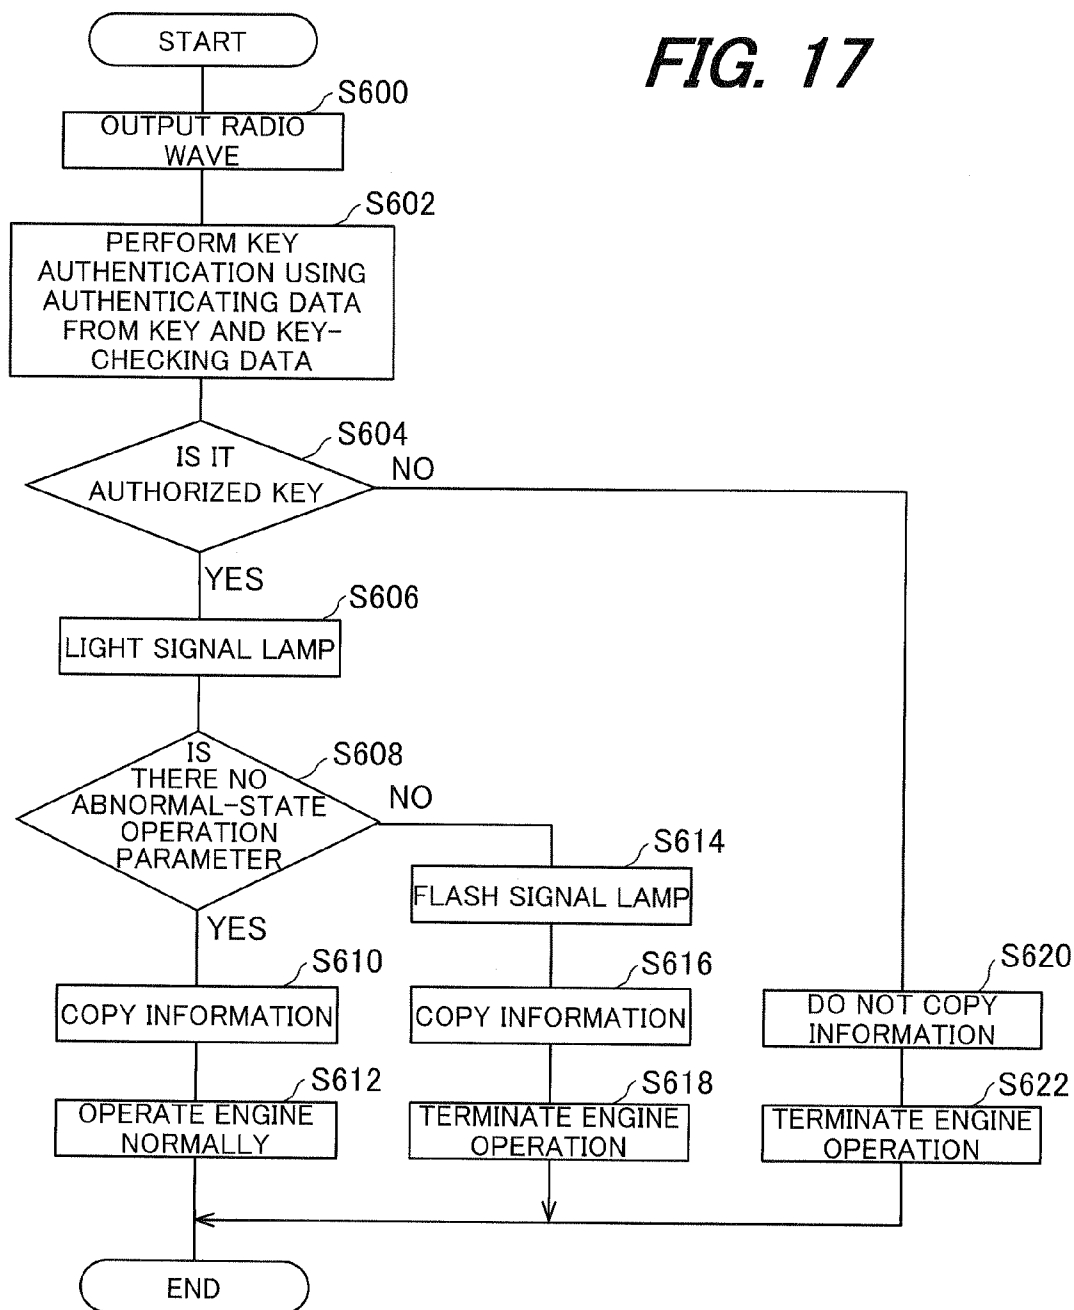 START
FIG. 17
S600
OUTPUT RADIO
WAVE
S602
PERFORM KEY
AUTHENTICATION USING
AUTHENTICATING DATA
FROM KEY AND KEY-
CHECKING DATA
S604
IS IT
AUTHORIZED KEY
NO
YES
S606
LIGHT SIGNAL LAMP
S608
IS
THERE NO
ABNORMAL-STATE
OPERATION
PARAMETER
NO
YES
S614
FLASH SIGNAL LAMP
S610
COPY INFORMATION
S616
COPY INFORMATION
S620
DO NOT COPY
INFORMATION
S612
OPERATE ENGINE
NORMALLY
S618
TERMINATE ENGINE
OPERATION
S622
TERMINATE ENGINE
OPERATION
END